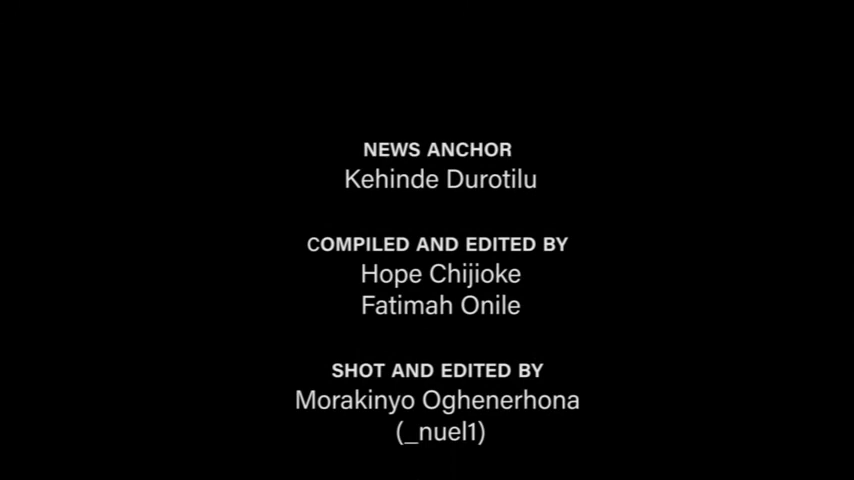 NEWS ANCHOR
Kehinde Durotilu
COMPILED AND EDITED BY
Hope Chijioke
Fatimah Onile
SHOT AND EDITED BY
Morakinyo Oghenerhona
(_nuel1)